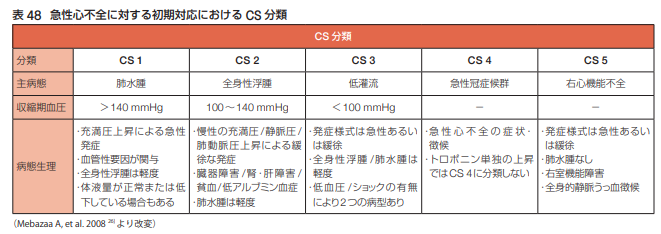 表 48 急性心不全に対する初期対応における CS 分類
CS 分類
分類 CS 1 CS 2 CS 3 CS 4 CS 5
主病態 肺水腫 全身性浮腫 低灌流 急性冠症候群 右心機能不全
収縮期血圧 >140 mmHg 100~140 mmHg <100 mmHg − −
病態生理
・充満圧上昇による急性
発症
・血管性要因が関与
・全身性浮腫は軽度
・体液量が正常または低
下している場合もある
・慢性の充満圧/静脈圧/
肺動脈圧上昇による緩
徐な発症
・臓器障害/腎・肝障害/
貧血/低アルブミン血症
・肺水腫は軽度
・発症様式は急性あるい
は緩徐
・全身性浮腫/肺水腫は
軽度
・低血圧/ショックの有無
により2つの病型あり
・急性心不全の症状・
徴候
・トロポニン単独の上昇
ではCS 4に分類しない
・発症様式は急性あるい
は緩徐
・肺水腫なし
・右室機能障害
・全身的静脈うっ血徴候
(Mebazaa A, et al. 2008 26) より改変)